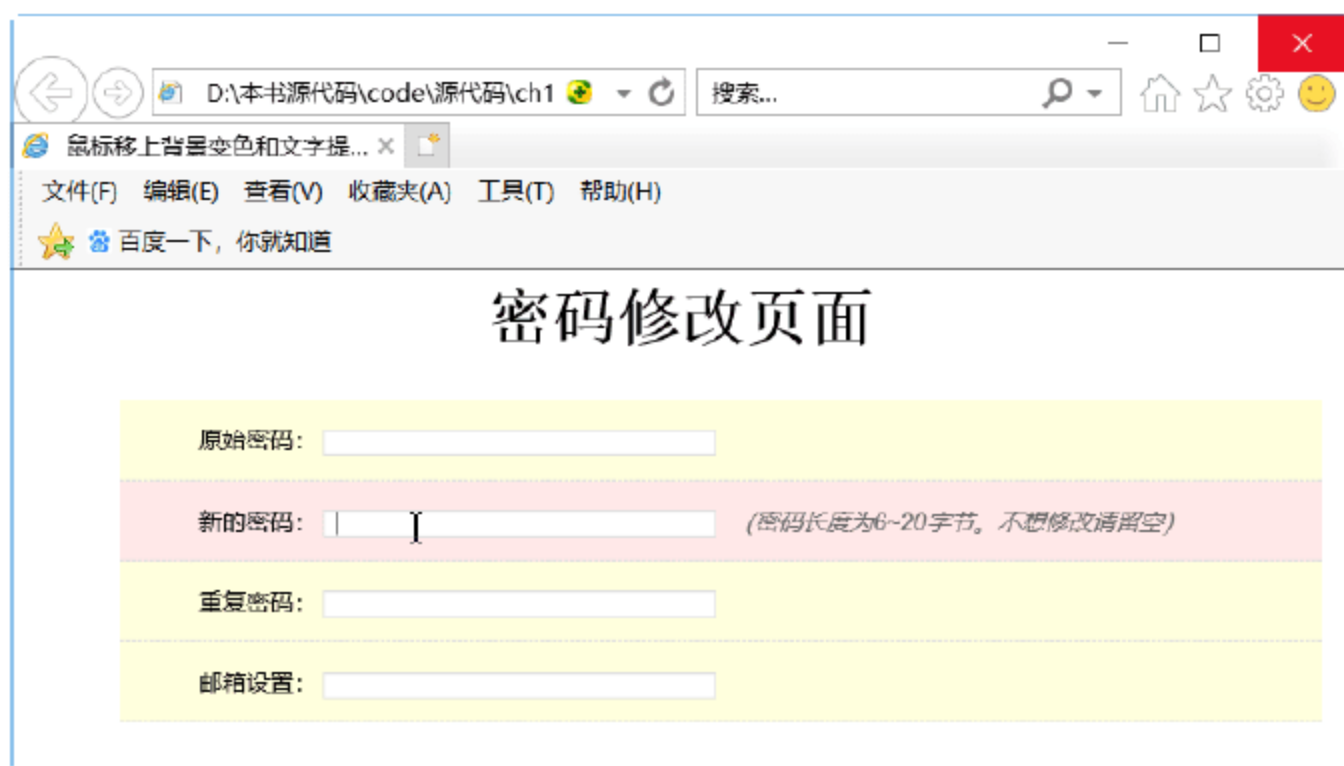 D:\本书源代码\code\源代码\ch1
搜索...
鼠标移上背景变色和文字提...
文件(F) 编辑(E) 查看(V) 收藏夹(A) 工具(T) 帮助(H)
百度一下，你就知道
密码修改页面
原始密码：
新的密码： (密码长度为6~20字节。不想修改请留空)
重复密码：
邮箱设置：